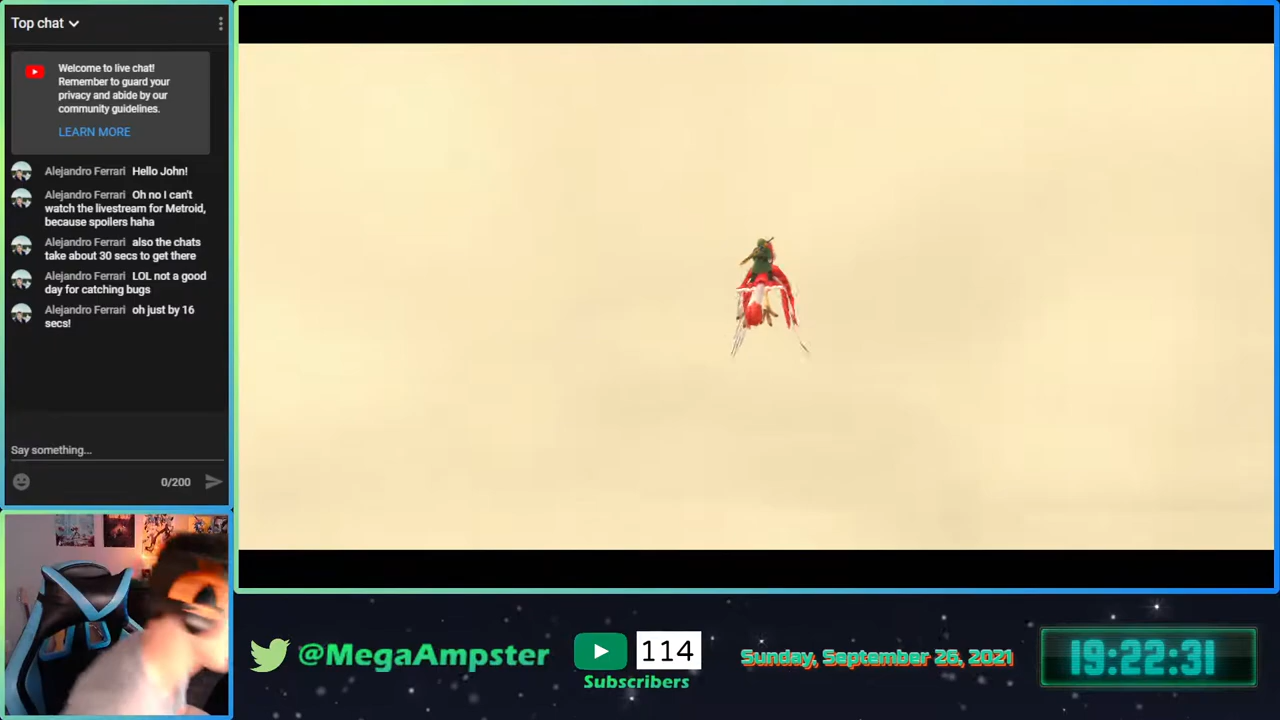 Top chat
Welcome to live chat!
Remember to guard your
privacy and abide by our
community guidelines.
LEARN MORE
Alejandro Ferrari Hello John!
Alejandro Ferrari Oh no I can't
watch the livestream for Metroid,
because spoilers haha
Alejandro Ferrari also the chats
take about 30 secs to get there
Alejandro Ferrari LOL not a good
day for catching bugs
Alejandro Ferrari oh just by 16
secs!
Say something...
0/200
@MegaAmpster
114
Subscribers
Sunday, September 26, 2021
19:22:31